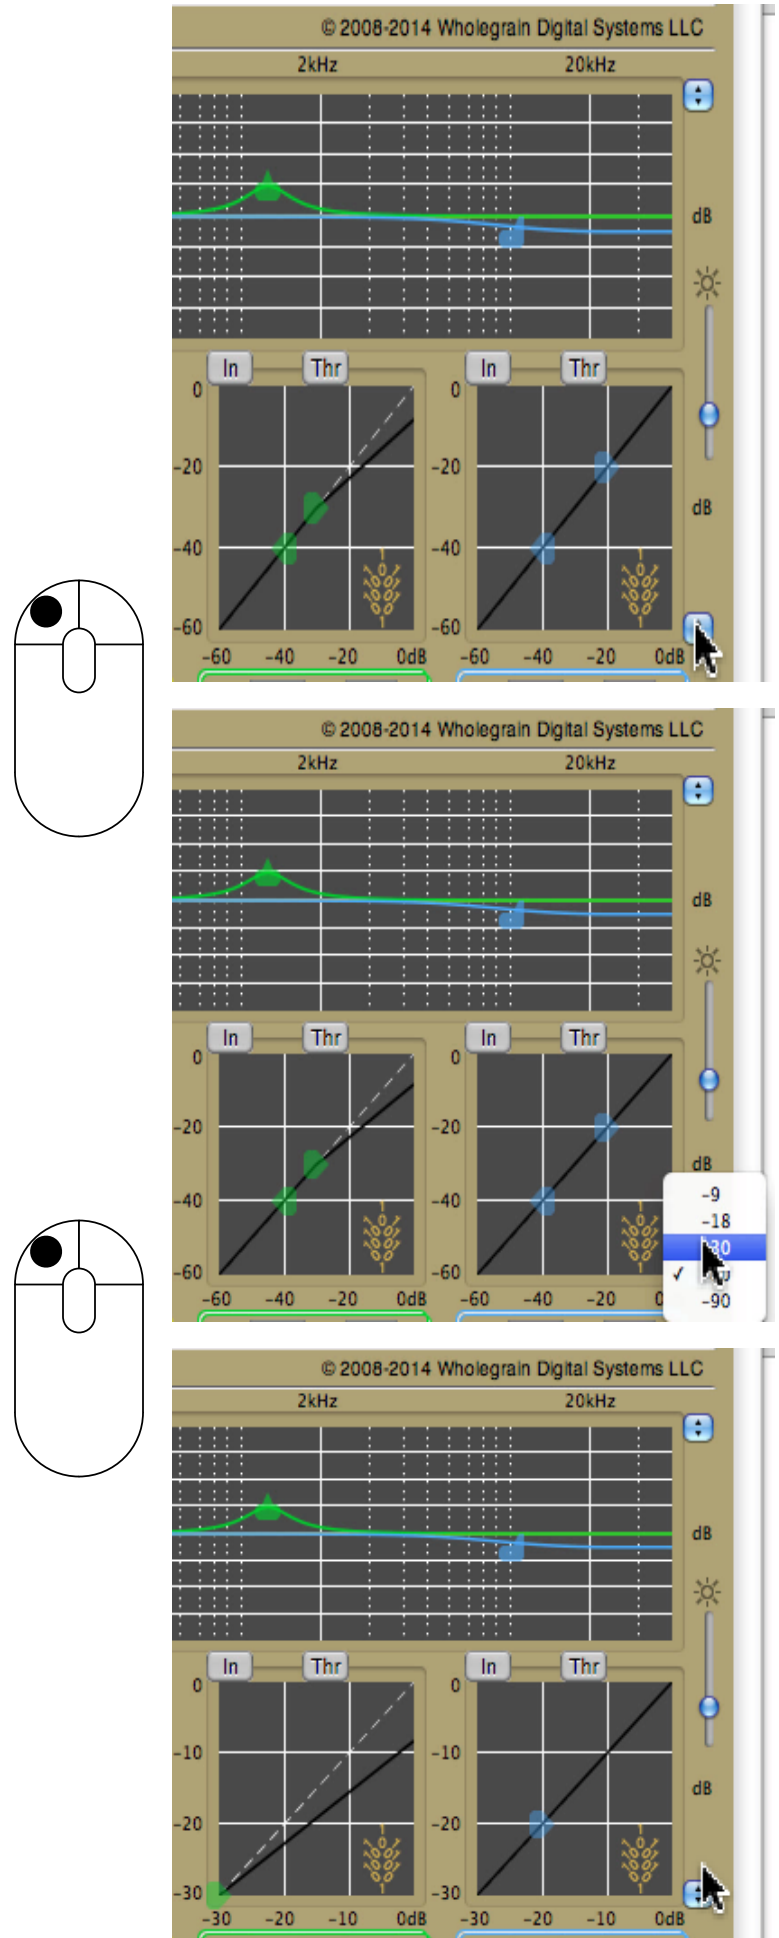 © 2008-2014 Wholegrain Digital Systems LLC
2kHz 20kHz
dB
In Thr In Thr
0 0
-20 -20
dB
-40 -40
-60 -60
-60 -40 -20 0dB -60 -40 -20 0dB
© 2008-2014 Wholegrain Digital Systems LLC
2kHz 20kHz
dB
In Thr In Thr
0 0
-20 -20
dB
-9
-40 -40
-18
-30
-60 -60
✓
-60 -40 -20 0dB -60 -40 -20
-90
© 2008-2014 Wholegrain Digital Systems LLC
2kHz 20kHz
dB
In Thr In Thr
0 0
-10 -10
dB
-20 -20
-30 -30
-30 -20 -10 0dB -30 -20 -10 0dB